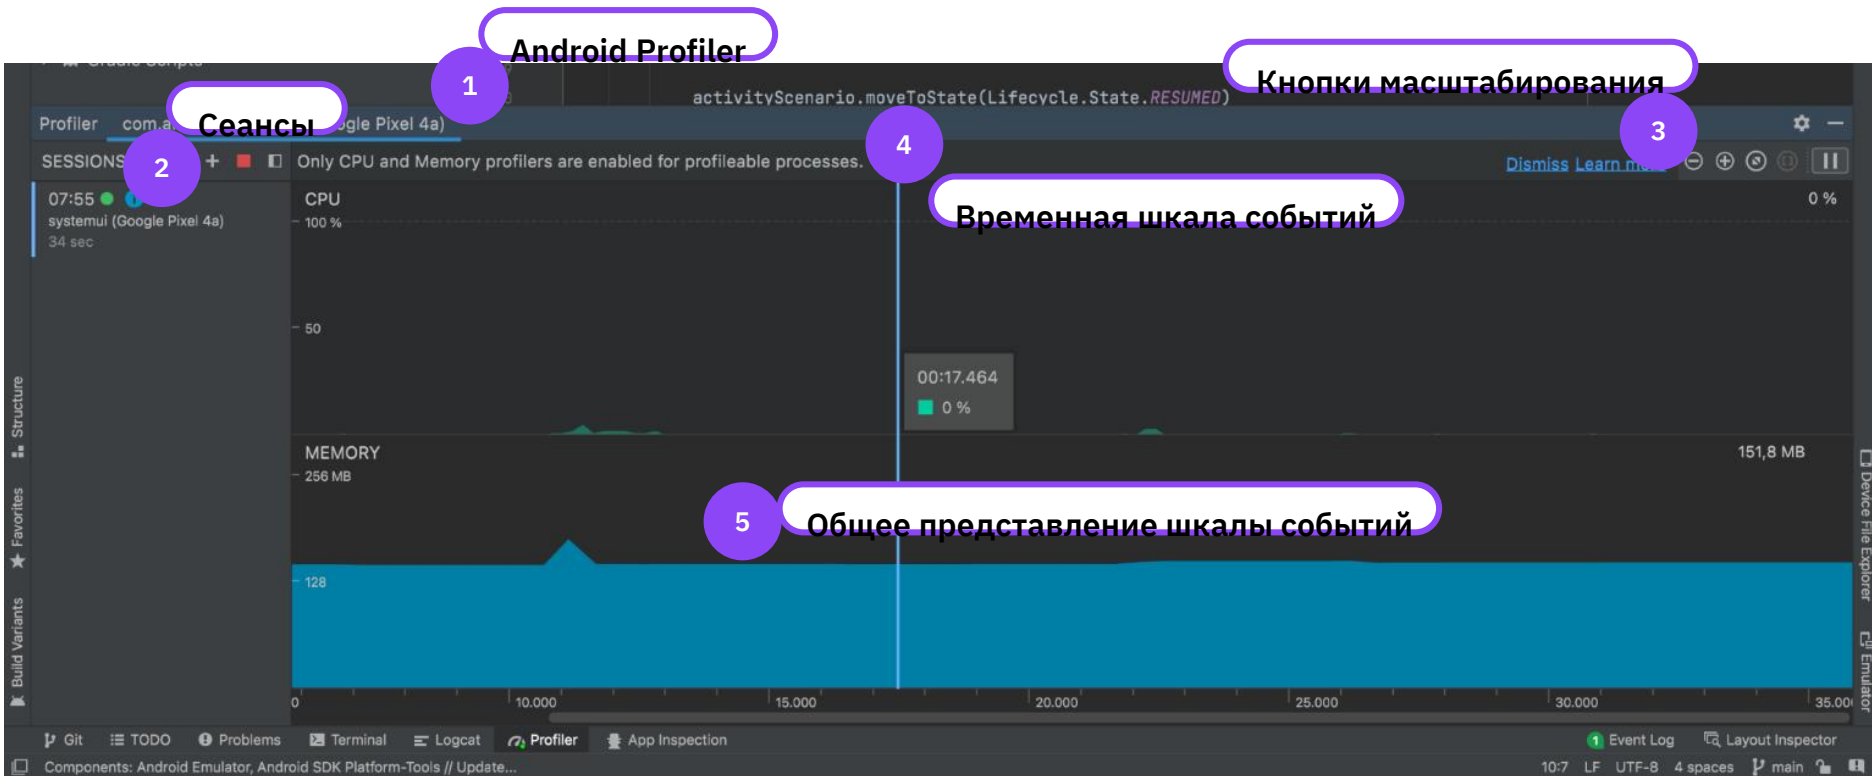 Android Profiler
1
Кнопки масштабирования
activityScenario.moveToState(Lifecycle.State.RESUMED)
Сеансы
Profiler com.a ogle Pixel 4a)
3
4
SESSIONS 2 + Only CPU and Memory profilers are enabled for profileable processes. Dismiss Learn more
07:55
systemui (Google Pixel 4a)
34 sec
CPU 0 %
100 %
Временная шкала событий
50
00:17.464
0 %
MEMORY 151,8 MB
256 MB
5
Общее представление шкалы событий
128
0 10.000 15.000 20.000 25.000 30.000 35.00
Structure
Favorites
Build Variants
Device File Explorer
Emulator
Git TODO Problems Terminal Logcat Profiler App Inspection 1 Event Log Layout Inspector
Components: Android Emulator, Android SDK Platform-Tools // Update... 10:7 LF UTF-8 4 spaces main